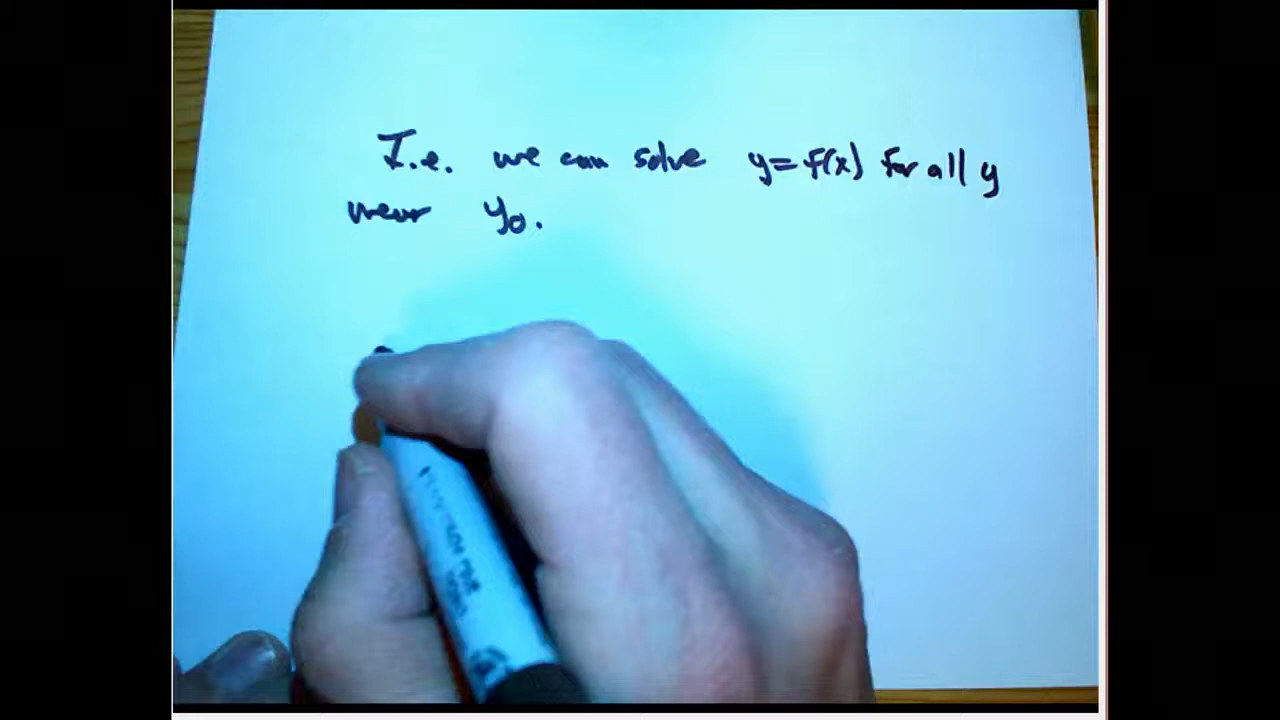 I.e. we can solve y=f(x) for all y
near y₀.